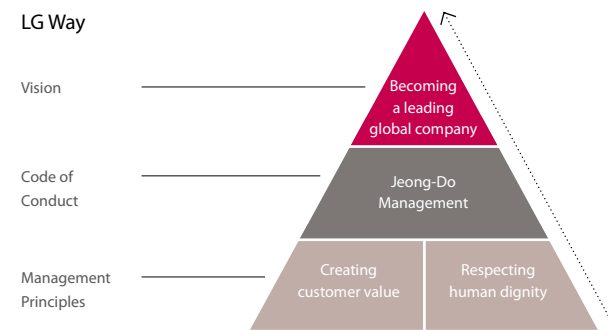 LG Way
Vision
Becoming
a leading
global company
Code of
Conduct
Jeong-Do
Management
Management
Principles
Creating
customer value
Respecting
human dignity